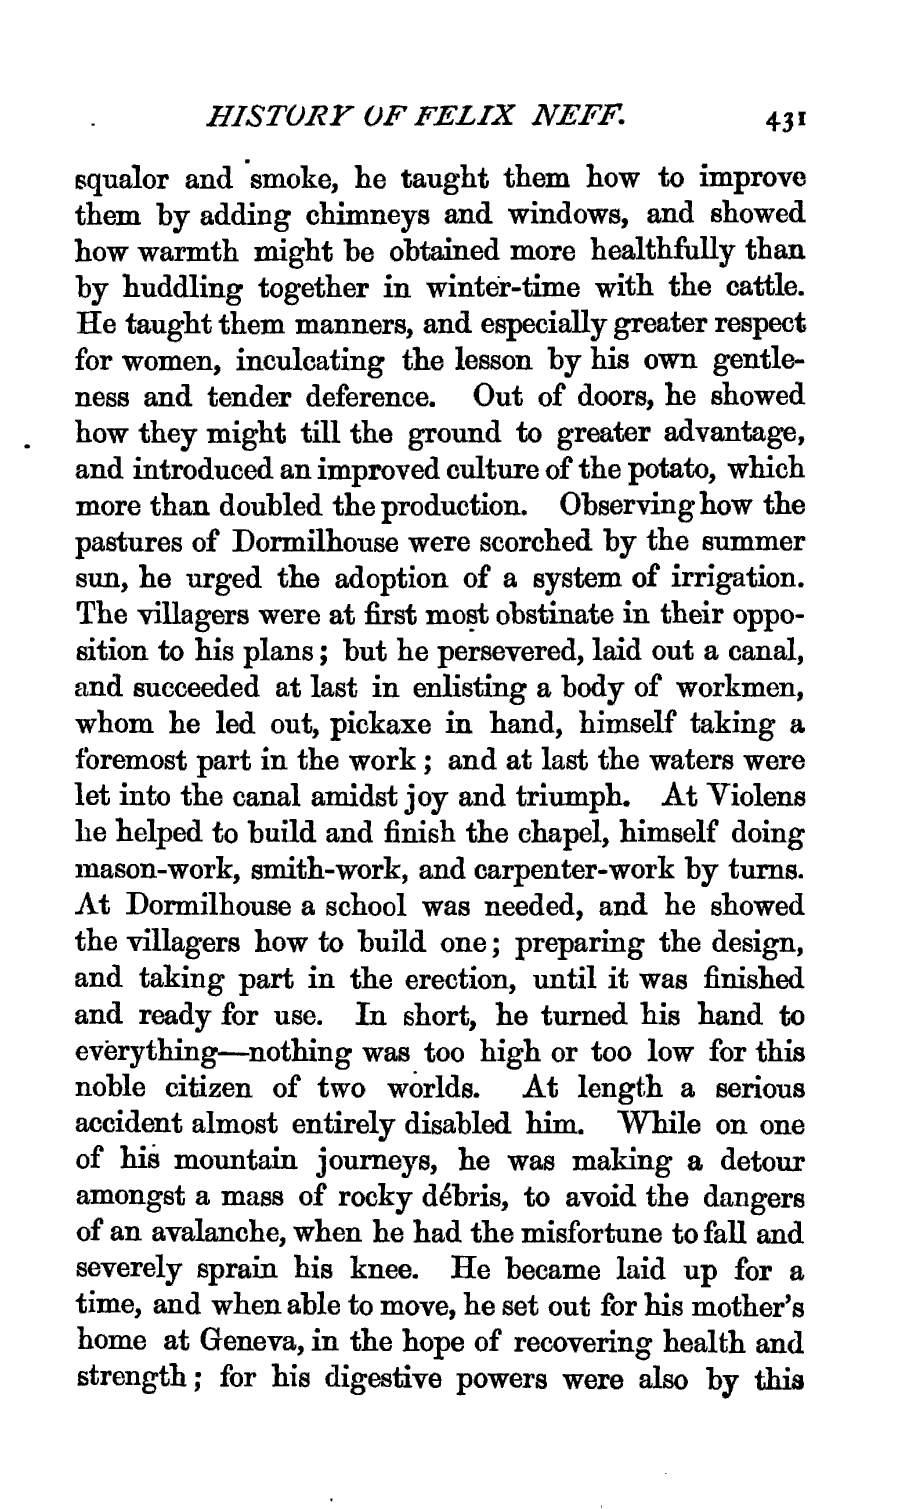 HISTORY OF FELIX NEFF. 431
squalor and smoke, he taught them how to improve
them by adding chimneys and windows, and showed
how warmth might be obtained more healthfully than
by huddling together in winter-time with the cattle.
He taught them manners, and especially greater respect
for women, inculcating the lesson by his own gentle-
ness and tender deference. Out of doors, he showed
how they might till the ground to greater advantage,
and introduced an improved culture of the potato, which
more than doubled the production. Observing how the
pastures of Dormilhouse were scorched by the summer
sun, he urged the adoption of a system of irrigation.
The villagers were at first most obstinate in their oppo-
sition to his plans; but he persevered, laid out a canal,
and succeeded at last in enlisting a body of workmen,
whom he led out, pickaxe in hand, himself taking a
foremost part in the work; and at last the waters were
let into the canal amidst joy and triumph. At Violens
he helped to build and finish the chapel, himself doing
mason-work, smith-work, and carpenter-work by turns.
At Dormilhouse a school was needed, and he showed
the villagers how to build one; preparing the design,
and taking part in the erection, until it was finished
and ready for use. In short, he turned his hand to
everything—nothing was too high or too low for this
noble citizen of two worlds. At length a serious
accident almost entirely disabled him. While on one
of his mountain journeys, he was making a detour
amongst a mass of rocky débris, to avoid the dangers
of an avalanche, when he had the misfortune to fall and
severely sprain his knee. He became laid up for a
time, and when able to move, he set out for his mother's
home at Geneva, in the hope of recovering health and
strength; for his digestive powers were also by this